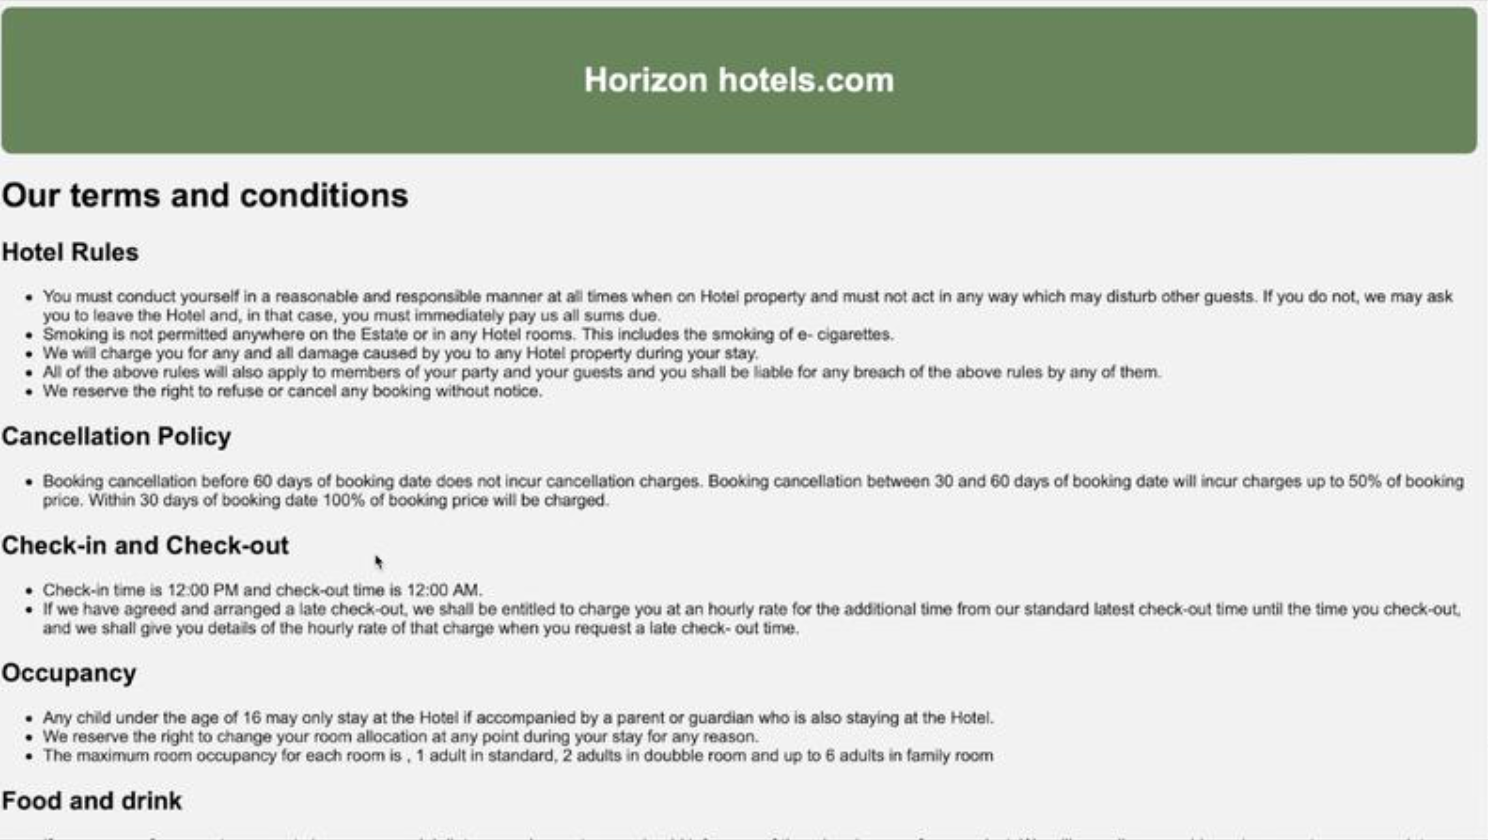 Horizon hotels.com
Our terms and conditions
Hotel Rules
• You must conduct yourself in a reasonable and responsible manner at all times when on Hotel property and must not act in any way which may disturb other guests. If you do not, we may ask
you to leave the Hotel and, in that case, you must immediately pay us all sums due.
• Smoking is not permitted anywhere on the Estate or in any Hotel rooms. This includes the smoking of e- cigarettes.
• We will charge you for any and all damage caused by you to any Hotel property during your stay.
• All of the above rules will also apply to members of your party and your guests and you shall be liable for any breach of the above rules by any of them.
• We reserve the right to refuse or cancel any booking without notice.
Cancellation Policy
• Booking cancellation before 60 days of booking date does not incur cancellation charges. Booking cancellation between 30 and 60 days of booking date will incur charges up to 50% of booking
price. Within 30 days of booking date 100% of booking price will be charged.
Check-in and Check-out
• Check-in time is 12:00 PM and check-out time is 12:00 AM.
• If we have agreed and arranged a late check-out, we shall be entitled to charge you at an hourly rate for the additional time from our standard latest check-out time until the time you check-out,
and we shall give you details of the hourly rate of that charge when you request a late check- out time.
Occupancy
• Any child under the age of 16 may only stay at the Hotel if accompanied by a parent or guardian who is also staying at the Hotel.
• We reserve the right to change your room allocation at any point during your stay for any reason.
• The maximum room occupancy for each room is , 1 adult in standard, 2 adults in doubble room and up to 6 adults in family room
Food and drink